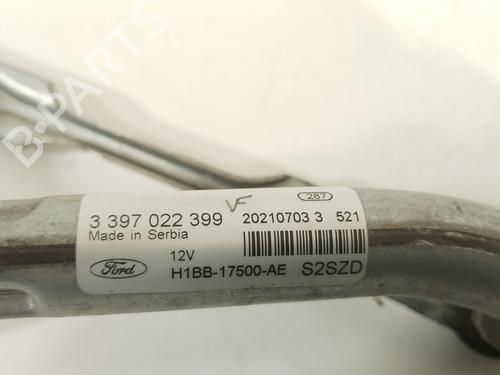 B-PARTS
287
3 397 022 399 VF 20210703 3 521
Made in Serbia
12V
Ford H1BB-17500-AE S2SZD